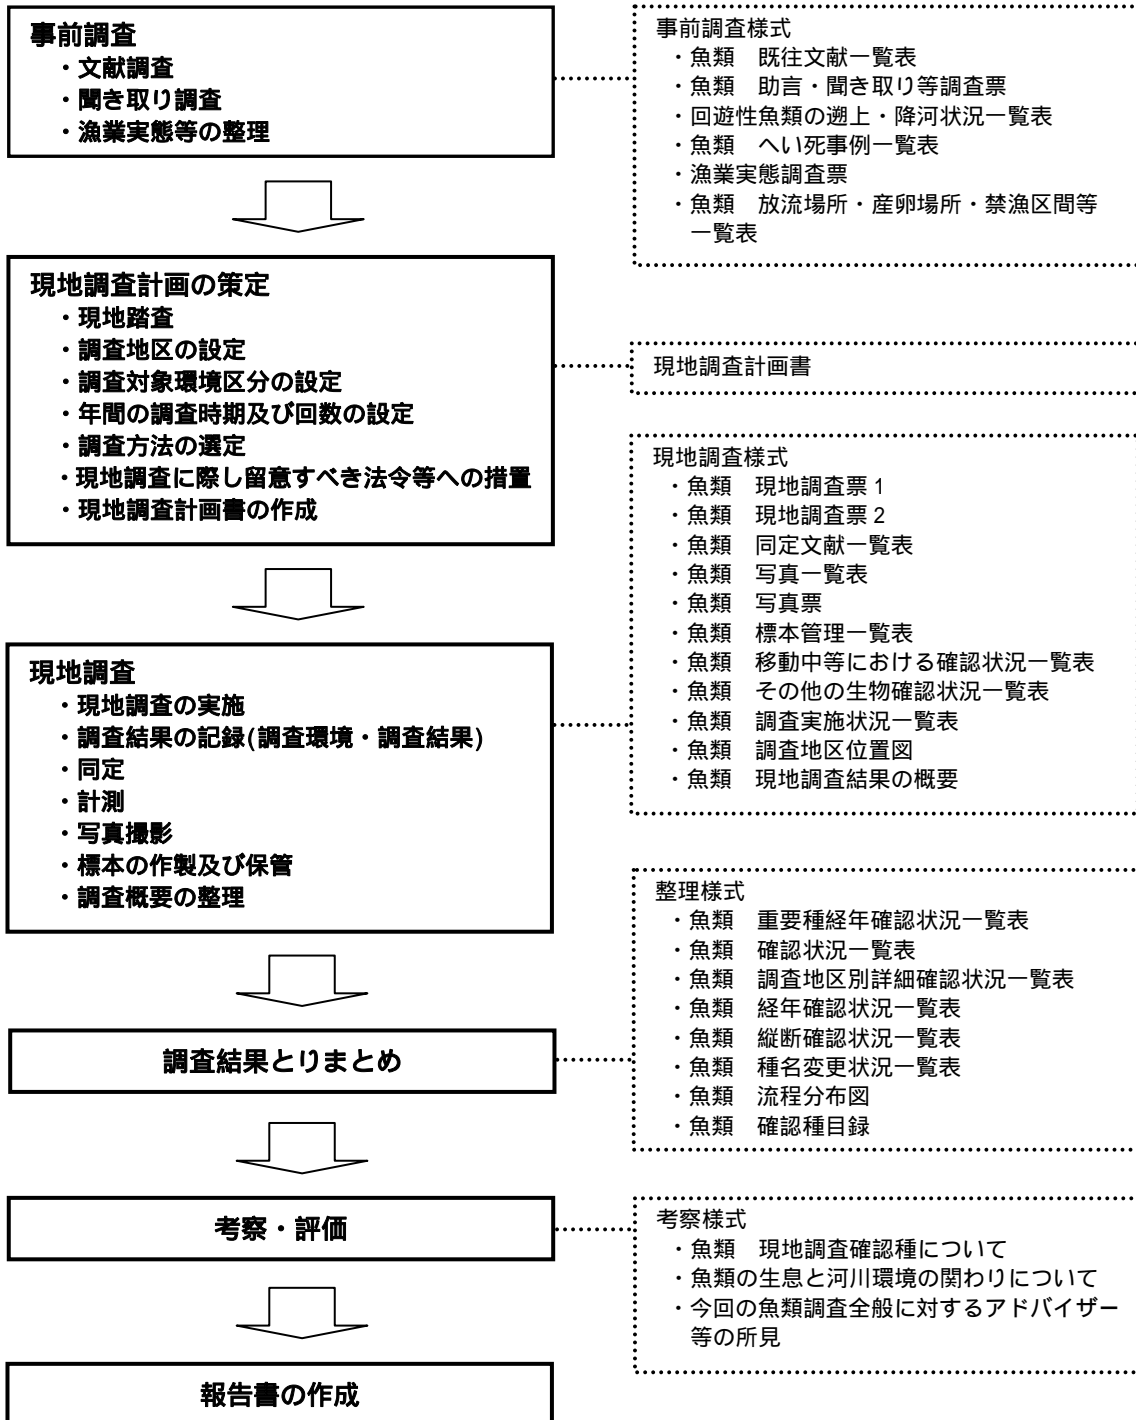 事前調査
・文献調査
・聞き取り調査
・漁業実態等の整理
事前調査様式
・魚類　既往文献一覧表
・魚類　助言・聞き取り等調査票
・回遊性魚類の遡上・降河状況一覧表
・魚類　へい死事例一覧表
・漁業実態調査票
・魚類　放流場所・産卵場所・禁漁区間等
一覧表
現地調査計画の策定
・現地踏査
・調査地区の設定
・調査対象環境区分の設定
・年間の調査時期及び回数の設定
・調査方法の選定
・現地調査に際し留意すべき法令等への措置
・現地調査計画書の作成
現地調査計画書
現地調査
・現地調査の実施
・調査結果の記録(調査環境・調査結果)
・同定
・計測
・写真撮影
・標本の作製及び保管
・調査概要の整理
現地調査様式
・魚類　現地調査票 1
・魚類　現地調査票 2
・魚類　同定文献一覧表
・魚類　写真一覧表
・魚類　写真票
・魚類　標本管理一覧表
・魚類　移動中等における確認状況一覧表
・魚類　その他の生物確認状況一覧表
・魚類　調査実施状況一覧表
・魚類　調査地区位置図
・魚類　現地調査結果の概要
調査結果とりまとめ
整理様式
・魚類　重要種経年確認状況一覧表
・魚類　確認状況一覧表
・魚類　調査地区別詳細確認状況一覧表
・魚類　経年確認状況一覧表
・魚類　縦断確認状況一覧表
・魚類　種名変更状況一覧表
・魚類　流程分布図
・魚類　確認種目録
考察・評価
考察様式
・魚類　現地調査確認種について
・魚類の生息と河川環境の関わりについて
・今回の魚類調査全般に対するアドバイザー
等の所見
報告書の作成